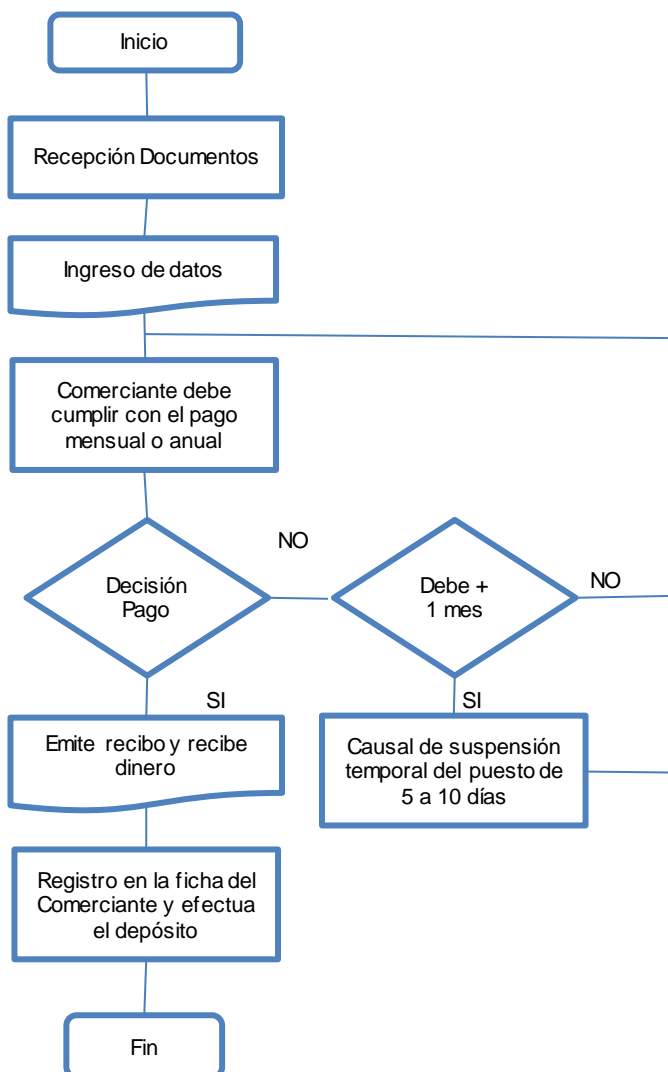 Inicio
Recepción Documentos
Ingreso de datos
Comerciante debe
cumplir con el pago
mensual o anual
Decisión
Pago
NO
Debe +
1 mes
NO
SI
Emite recibo y recibe
dinero
SI
Causal de suspensión
temporal del puesto de
5 a 10 días
Registro en la ficha del
Comerciante y efectua
el depósito
Fin